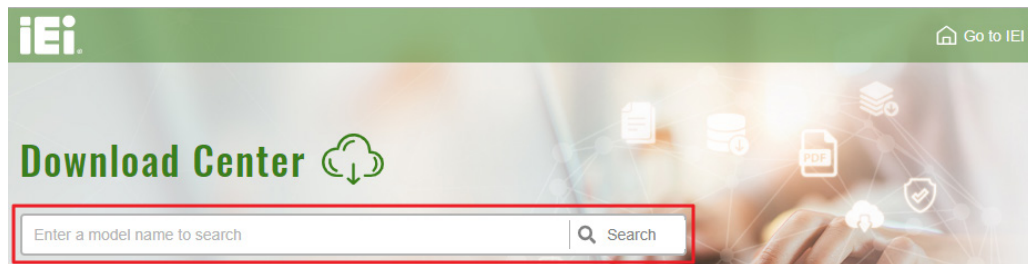 iEi
Go to IEI
Download Center
PDF
Enter a model name to search
Search